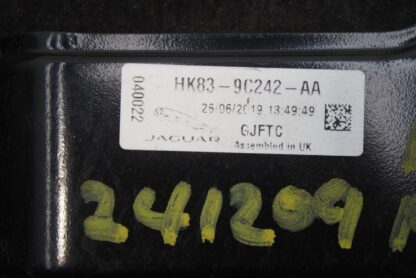 040022
HK83-9C242-AA
26/06/2019 13:49:49
GJFTC
JAGUAR
Assembled in UK
241209